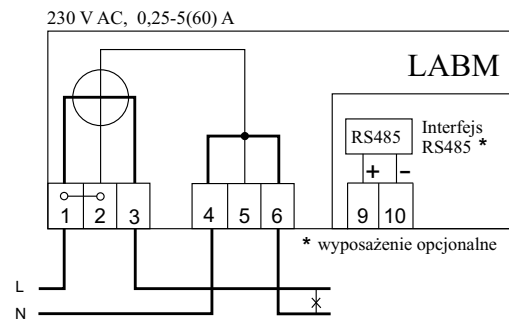 230 V AC, 0,25-5(60) A
LABM
RS485
Interfejs
RS485 *
+ -
1 2 3 4 5 6 9 10
* wyposażenie opcjonalne
L
N